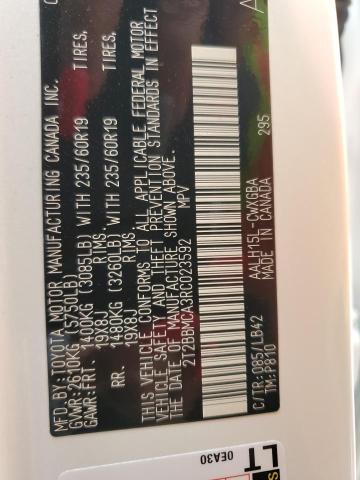 MFD.BY:TOYOTA MOTOR MANUFACTURING CANADA INC.
GVWR:2610KG (5750LB)
GAWR:FRT. 1400KG (3085LB) WITH 235/60R19 TIRES,
19X8J RIMS,
RR. 1480KG (3260LB) WITH 235/60R19 TIRES,
19X8J RIMS,
THIS VEHICLE CONFORMS TO ALL APPLICABLE FEDERAL MOTOR
VEHICLE SAFETY AND THEFT PREVENTION STANDARDS IN EFFECT
ON THE DATE OF MANUFACTURE SHOWN ABOVE.
2T2BBMCA3RC023592 MPV
C/TR:085/LB42 AALH15L-CWXGBA
TM:P810 MADE IN CANADA 295
LT
0EA30